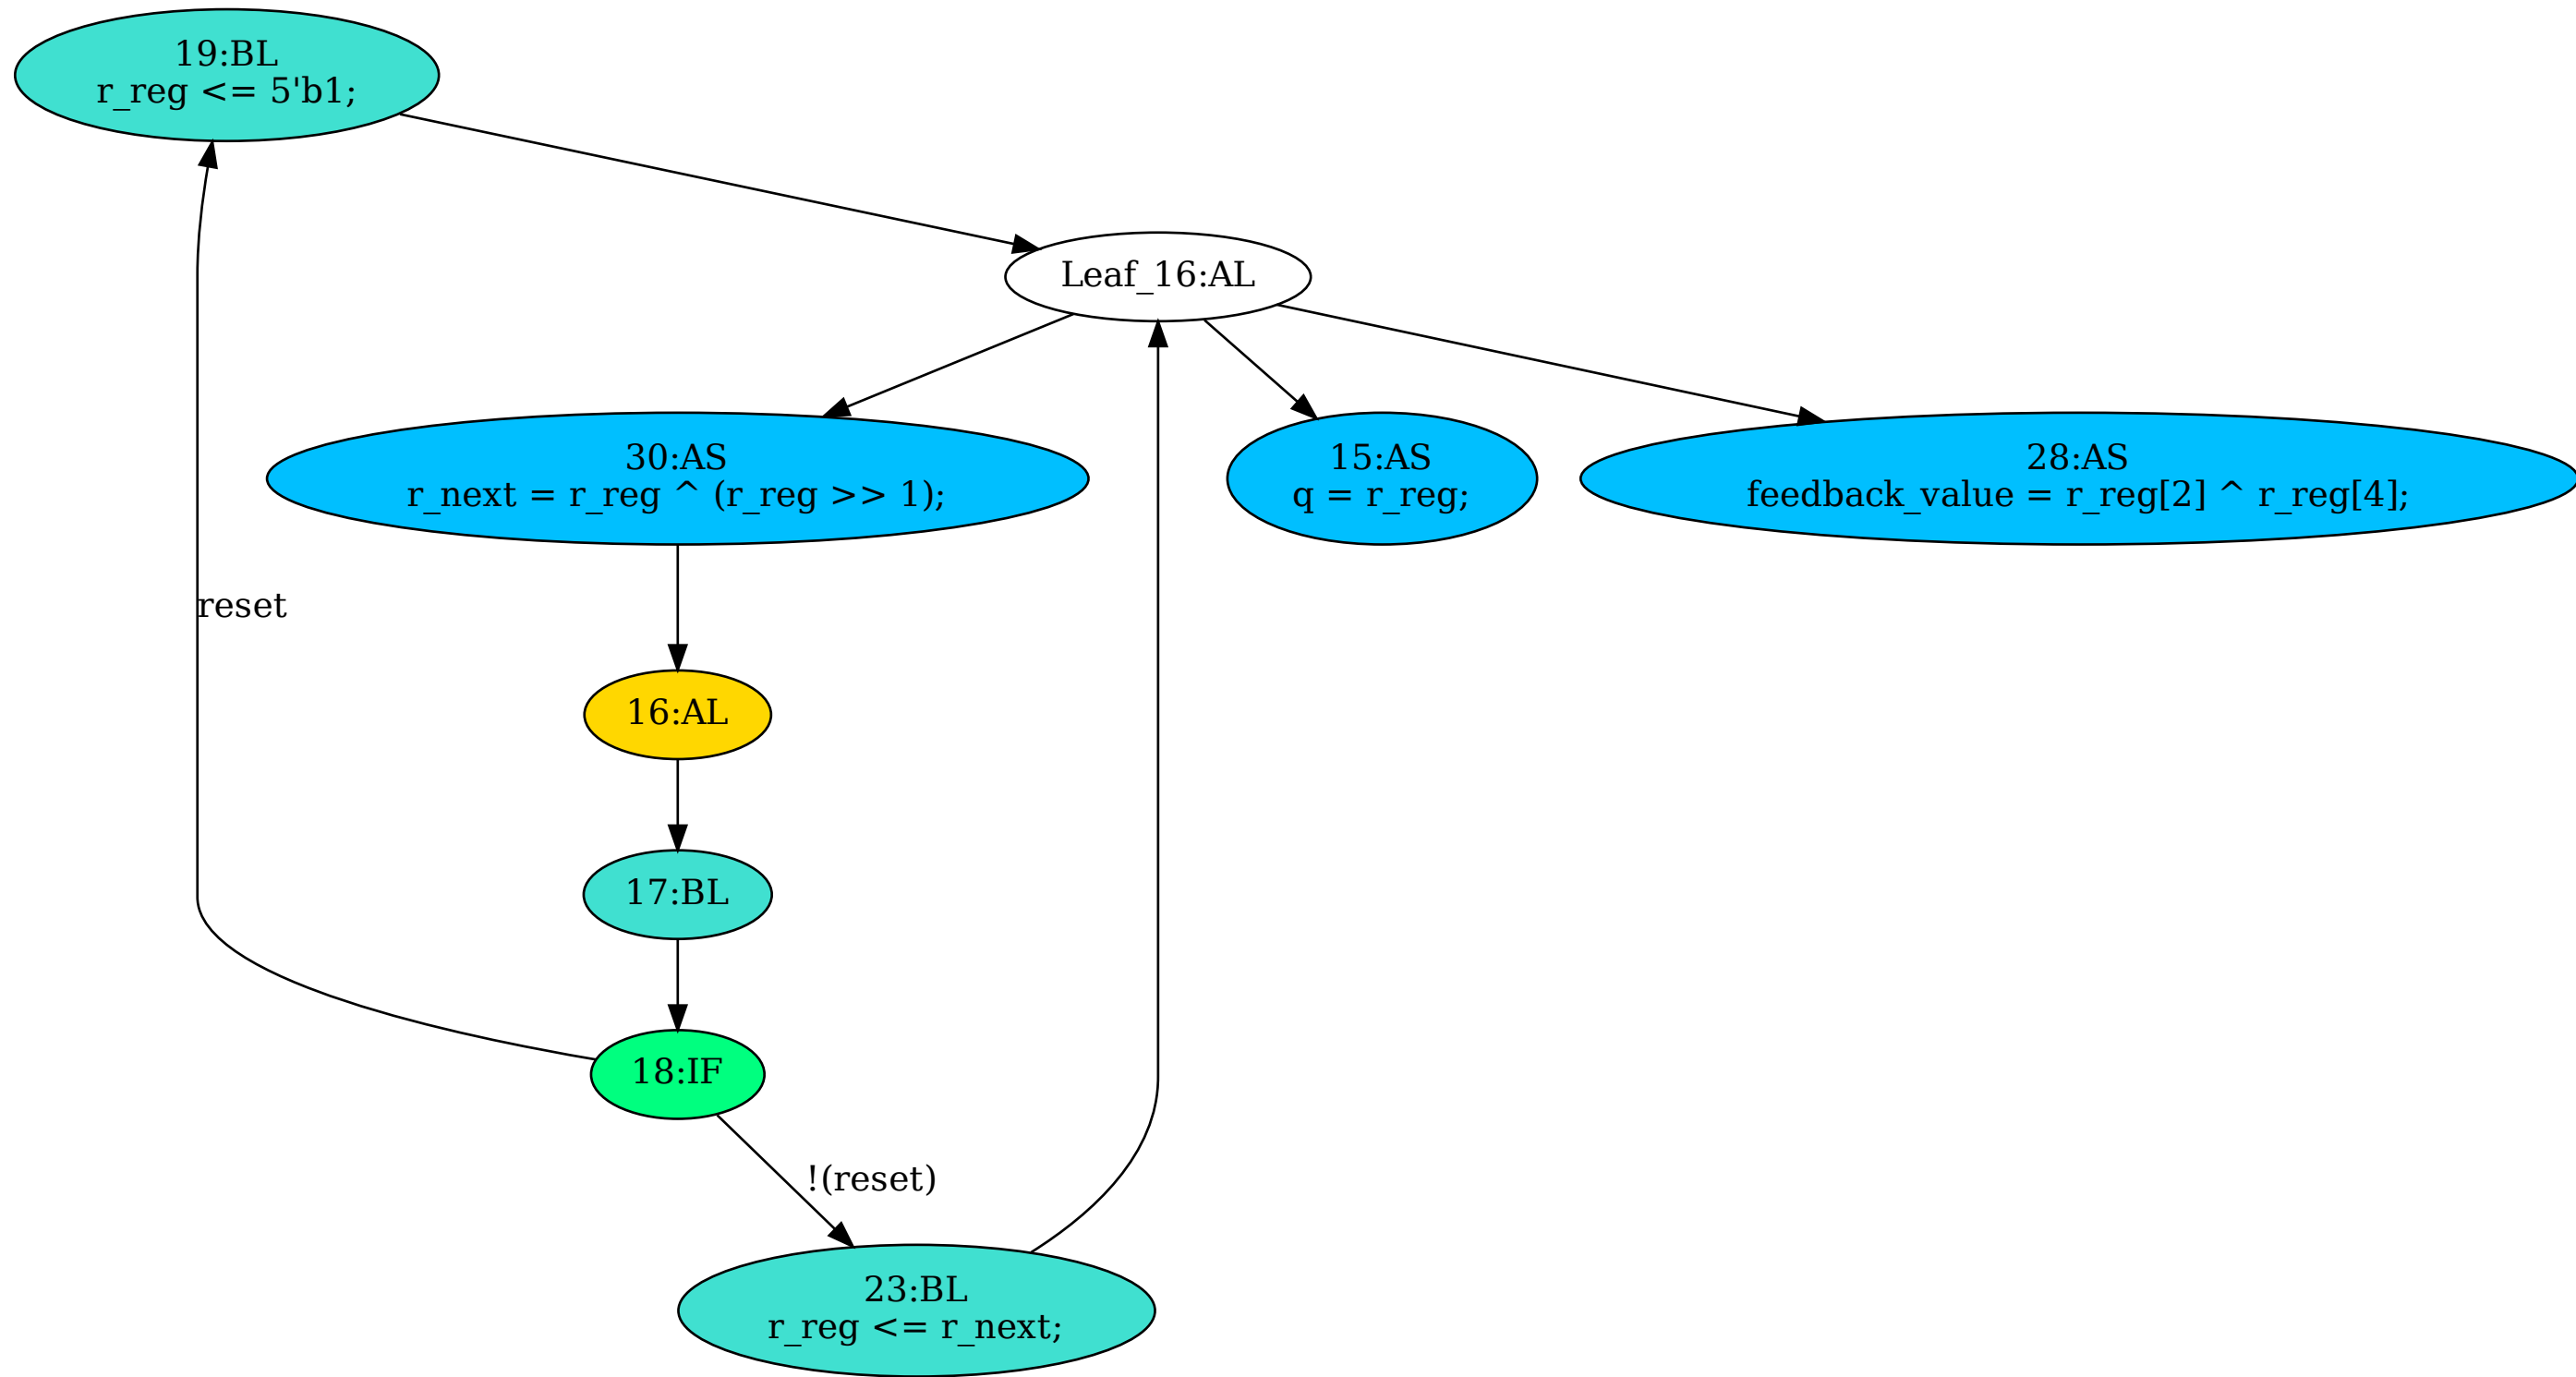 19:BL
r_reg <= 5'b1;
Leaf_16:AL
30:AS
r_next = r_reg ^ (r_reg >> 1);
15:AS
q = r_reg;
28:AS
feedback_value = r_reg[2] ^ r_reg[4];
reset
16:AL
17:BL
18:IF
!(reset)
23:BL
r_reg <= r_next;